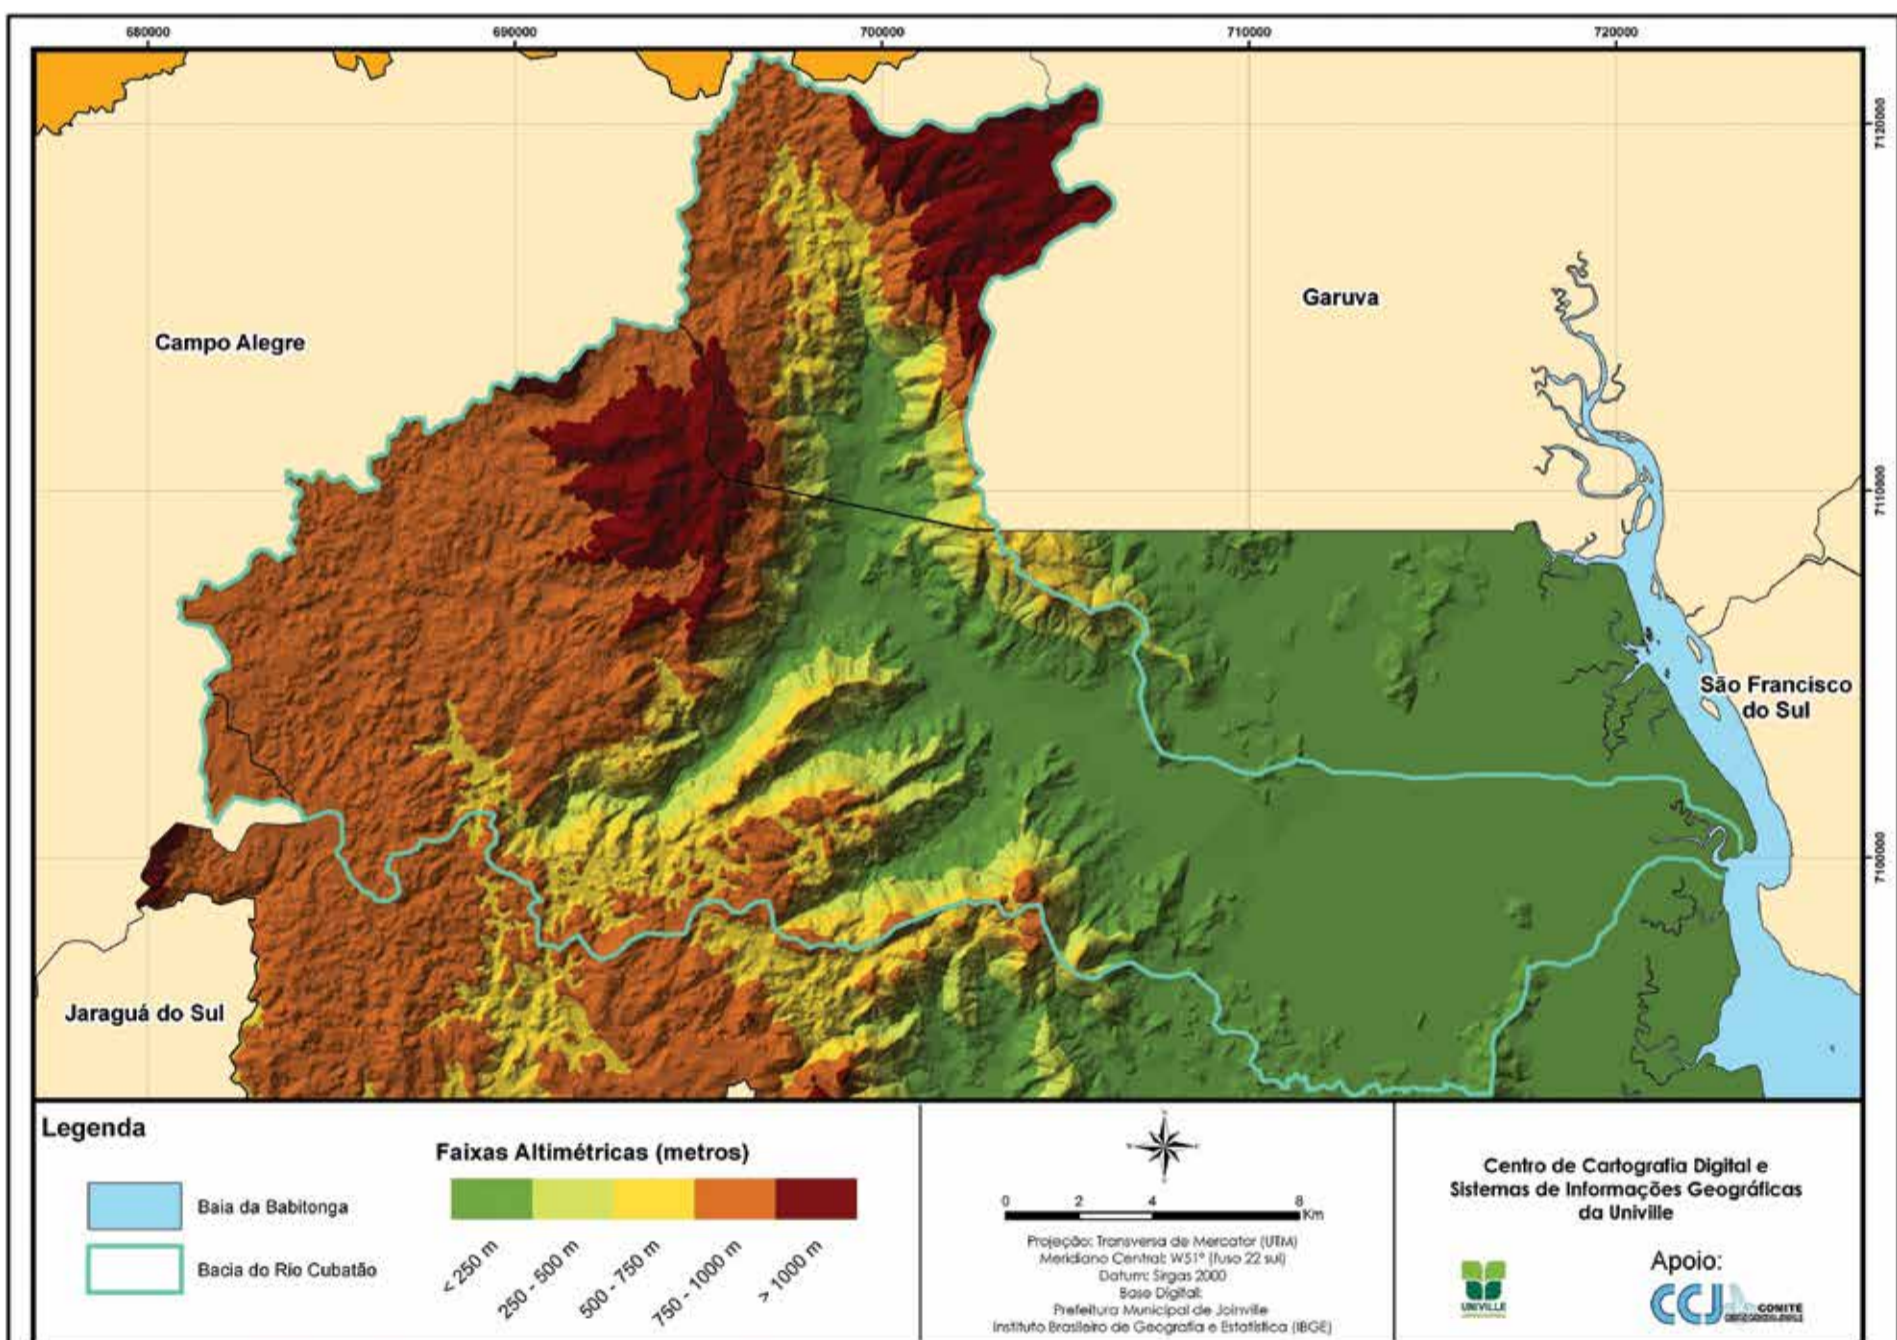 680000
690000
700000
710000
720000
7120000
Garuva
Campo Alegre
7110000
São Francisco
do Sul
7100000
Jaraguá do Sul
Legenda
Baia da Babitonga
Bacia do Rio Cubatão
Faixas Altimétricas (metros)
< 250 m
250 - 500 m
500 - 750 m
750 - 1000 m
> 1000 m
0 2 4 8
Km
Projeção: Transversa de Mercator (UTM)
Meridiano Central: W51° (fuso 22 sul)
Datum: Sirgas 2000
Base Digital:
Prefeitura Municipal de Joinville
Instituto Brasileiro de Geografia e Estatística (IBGE)
Centro de Cartografia Digital e
Sistemas de Informações Geográficas
da Univille
Apoio:
UNIVILLE
CCJ COMITÊ